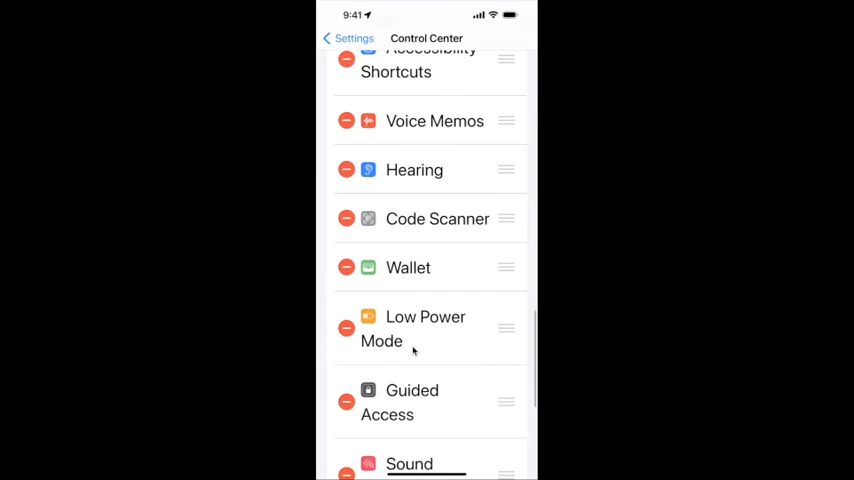 9:41
Settings
Control Center
Accessibility
Shortcuts
Voice Memos
Hearing
Code Scanner
Wallet
Low Power
Mode
Guided
Access
Sound